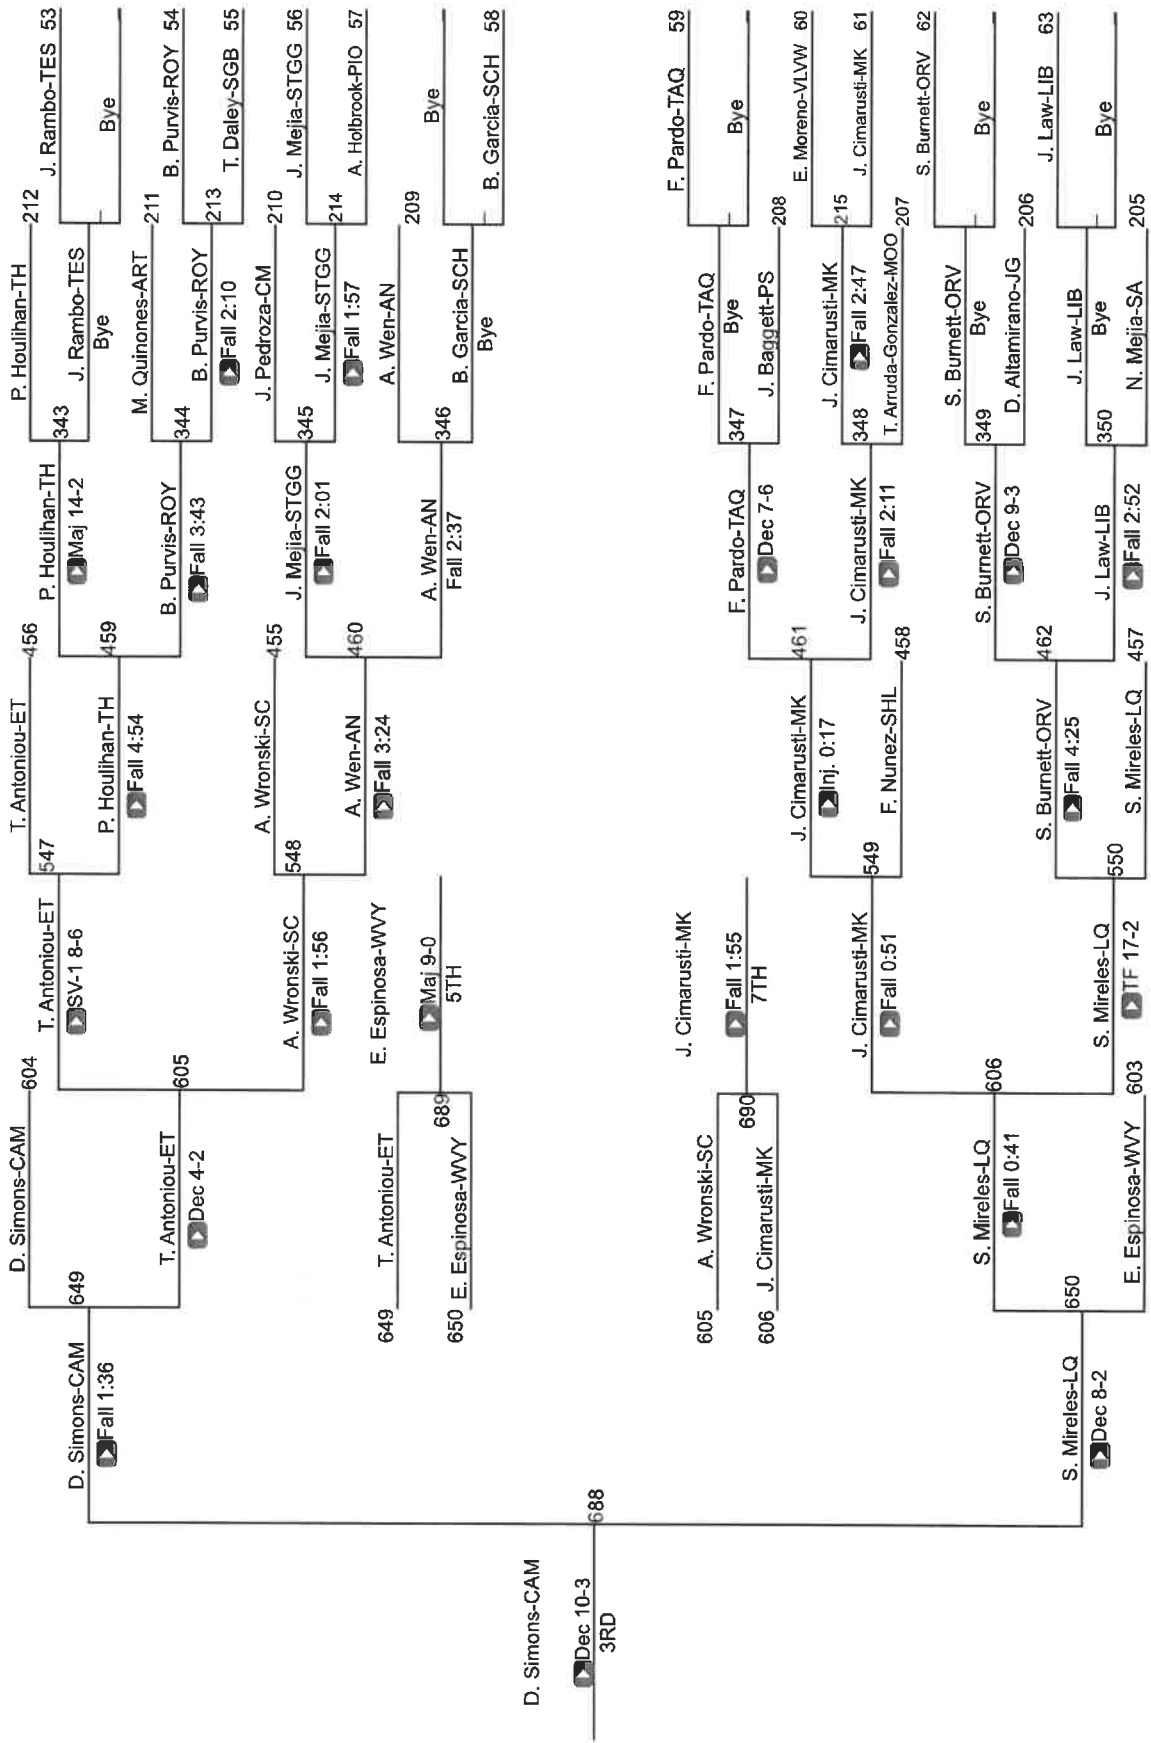 J. Rambo-TES 53
Bye
B. Purvis-ROY 54
T. Daley-SGB 55
J. Mejia-STGG 56
A. Holbrook-PIO 57
Bye
B. Garcia-SCH 58
F. Pardo-TAQ 59
Bye
E. Moreno-VLVW 60
J. Cimarusti-MK 61
S. Burnett-ORV 62
Bye
J. Law-LIB 63
Bye
P. Houlihan-TH 212
J. Rambo-TES
Bye
M. Quinones-ART 211
B. Purvis-ROY 213
Fall 2:10
J. Pedroza-CM 210
J. Mejia-STGG 214
Fall 1:57
A. Wen-AN 209
B. Garcia-SCH
Bye
F. Pardo-TAQ
Bye
J. Baggett-PS 208
J. Cimarusti-MK 215
Fall 2:47
T. Arruda-Gonzalez-MOO 207
S. Burnett-ORV
Bye
D. Altamirano-JG 206
J. Law-LIB
Bye
N. Mejia-SA 205
P. Houlihan-TH 343
Maj 14-2
B. Purvis-ROY 344
Fall 3:43
J. Mejia-STGG 345
Fall 2:01
A. Wen-AN 346
Fall 2:37
F. Pardo-TAQ 347
Dec 7-6
J. Cimarusti-MK 348
Fall 2:11
S. Burnett-ORV 349
Dec 9-3
J. Law-LIB 350
Fall 2:52
T. Antoniou-ET 456
P. Houlihan-TH 459
Fall 4:54
A. Wronski-SC 455
A. Wen-AN 460
Fall 3:24
J. Cimarusti-MK 461
Inj. 0:17
F. Nunez-SHL 458
S. Burnett-ORV 462
Fall 4:25
S. Mireles-LQ 457
T. Antoniou-ET 547
SV-1 8-6
A. Wronski-SC 548
Fall 1:56
E. Espinosa-WVY
Maj 9-0
5TH
J. Cimarusti-MK
Fall 1:55
7TH
J. Cimarusti-MK 549
Fall 0:51
S. Mireles-LQ 550
TF 17-2
D. Simons-CAM 604
T. Antoniou-ET 605
Dec 4-2
649 T. Antoniou-ET
689
650 E. Espinosa-WVY
605 A. Wronski-SC
690
606 J. Cimarusti-MK
S. Mireles-LQ 606
Fall 0:41
E. Espinosa-WVY 603
D. Simons-CAM 649
Fall 1:36
S. Mireles-LQ 650
Dec 8-2
D. Simons-CAM 688
Dec 10-3
3RD